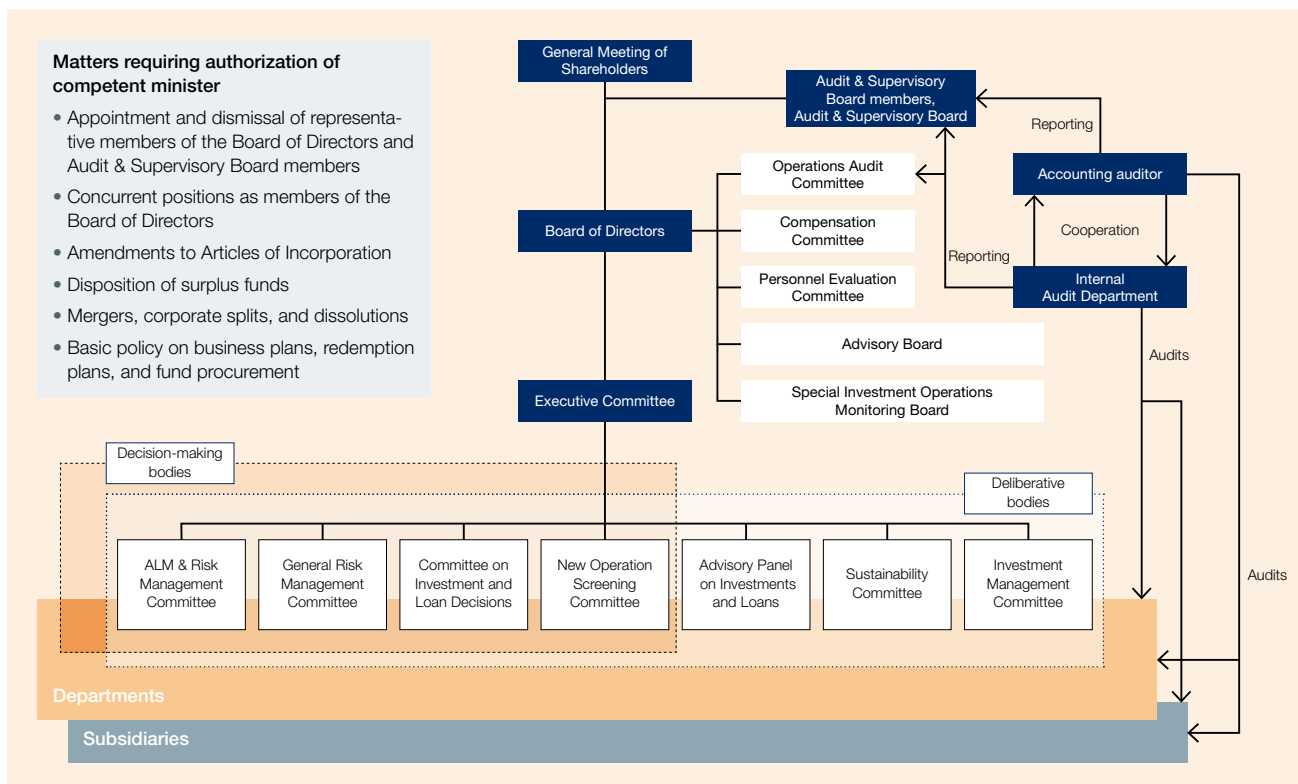 Matters requiring authorization of
competent minister
• Appointment and dismissal of representa-
tive members of the Board of Directors and
Audit & Supervisory Board members
• Concurrent positions as members of the
Board of Directors
• Amendments to Articles of Incorporation
• Disposition of surplus funds
• Mergers, corporate splits, and dissolutions
• Basic policy on business plans, redemption
plans, and fund procurement
General Meeting of
Shareholders
Audit & Supervisory
Board members,
Audit & Supervisory Board
Reporting
Operations Audit
Committee
Accounting auditor
Board of Directors
Compensation
Committee
Cooperation
Reporting
Personnel Evaluation
Committee
Internal
Audit Department
Advisory Board
Audits
Executive Committee
Special Investment Operations
Monitoring Board
Decision-making
bodies
Deliberative
bodies
ALM & Risk
Management
Committee
General Risk
Management
Committee
Committee on
Investment and
Loan Decisions
New Operation
Screening
Committee
Advisory Panel
on Investments
and Loans
Sustainability
Committee
Investment
Management
Committee
Audits
Departments
Subsidiaries